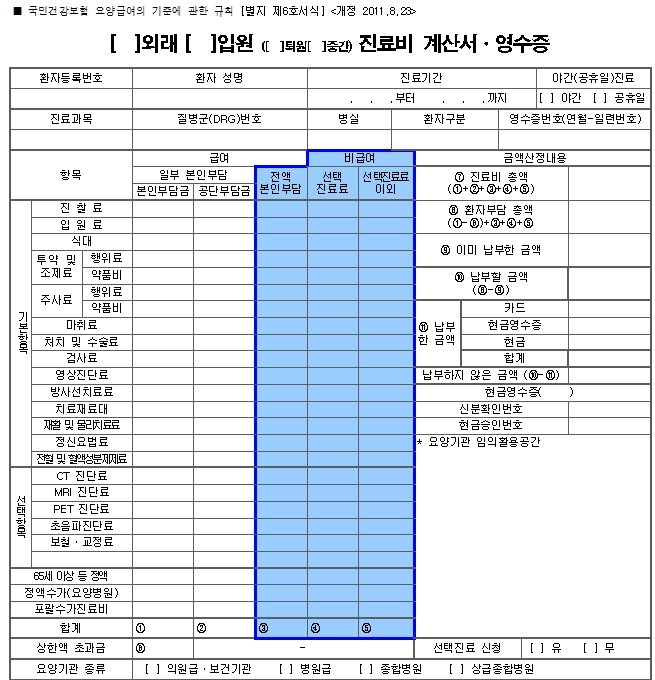 ■ 국민건강보험 요양급여의 기준에 관한 규칙 [별지 제6호서식] <개정 2011.8.23>
[ ]외래 [ ]입원 ([ ]퇴원[ ]중간) 진료비 계산서·영수증
환자등록번호 환자 성명 진료기간 야간(공휴일)진료
. . .부터 . . .까지 [ ] 야간 [ ] 공휴일
진료과목 질병군(DRG)번호 병실 환자구분 영수증번호(연월-일련번호)
항목 급여 비급여 금액산정내용
일부 본인부담 전액 본인부담 선택 진료료 선택진료료 이외
본인부담금 공단부담금
⑦ 진료비 총액
(①+②+③+④+⑤)
기본항목
진찰료
입원료
식대
투약 및 조제료 행위료
약품비
주사료 행위료
약품비
마취료
처치 및 수술료
검사료
영상진단료
방사선치료료
치료재료대
재활 및 물리치료료
정신요법료
전혈 및 혈액성분제제료
⑧ 환자부담 총액
(①-⑥)+③+④+⑤
⑨ 이미 납부한 금액
⑩ 납부할 금액
(⑧-⑨)
⑪ 납부한 금액
카드
현금영수증
현금
합계
납부하지 않은 금액 (⑩-⑪)
현금영수증( )
신분확인번호
현금승인번호
* 요양기관 임의활용공간
선택항목
CT 진단료
MRI 진단료
PET 진단료
초음파진단료
보철·교정료
65세 이상 등 정액
정액수가(요양병원)
포괄수가진료비
합계 ① ② ③ ④ ⑤
상한액 초과금 ⑥ - 선택진료 신청 [ ] 유 [ ] 무
요양기관 종류 [ ] 의원급·보건기관 [ ] 병원급 [ ] 종합병원 [ ] 상급종합병원